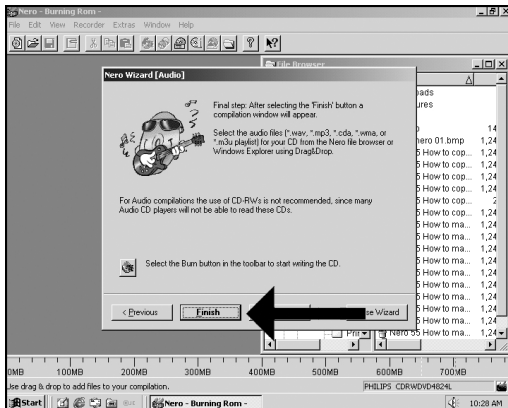 Nero - Burning Rom -
File Edit View Recorder Extras Window Help
File Browser
Nero Wizard [Audio]
Final step: After selecting the 'Finish' button a
compilation window will appear.
Select the audio files (*.wav, *.mp3, *.cda, *.wma, or
*.m3u playlist) for your CD from the Nero file browser or
Windows Explorer using Drag&Drop.
For Audio compilations the use of CD-RWs is not recommended, since many
Audio CD players will not be able to read these CDs.
Select the Burn button in the toolbar to start writing the CD.
< Previous
Finish
se Wizard
oads
ures
14
nero 01.bmp 1,24
5 How to cop... 1,24
5 How to cop... 1,24
5 How to cop... 1,24
5 How to cop... 2
5 How to cop... 1,24
5 How to ma... 1,24
5 How to ma... 1,24
5 How to ma... 1,24
5 How to ma... 1,24
5 How to ma... 1,24
5 How to ma... 1,24
5 How to ma... 1,24
5 How to ma... 1,24
Nero 55 How to ma... 1,24
0MB 100MB 200MB 300MB 400MB 500MB 600MB 700MB
Use drag & drop to add files to your compilation.
PHILIPS CDRWDVD4824L
Start
Nero - Burning Rom -
10:28 AM